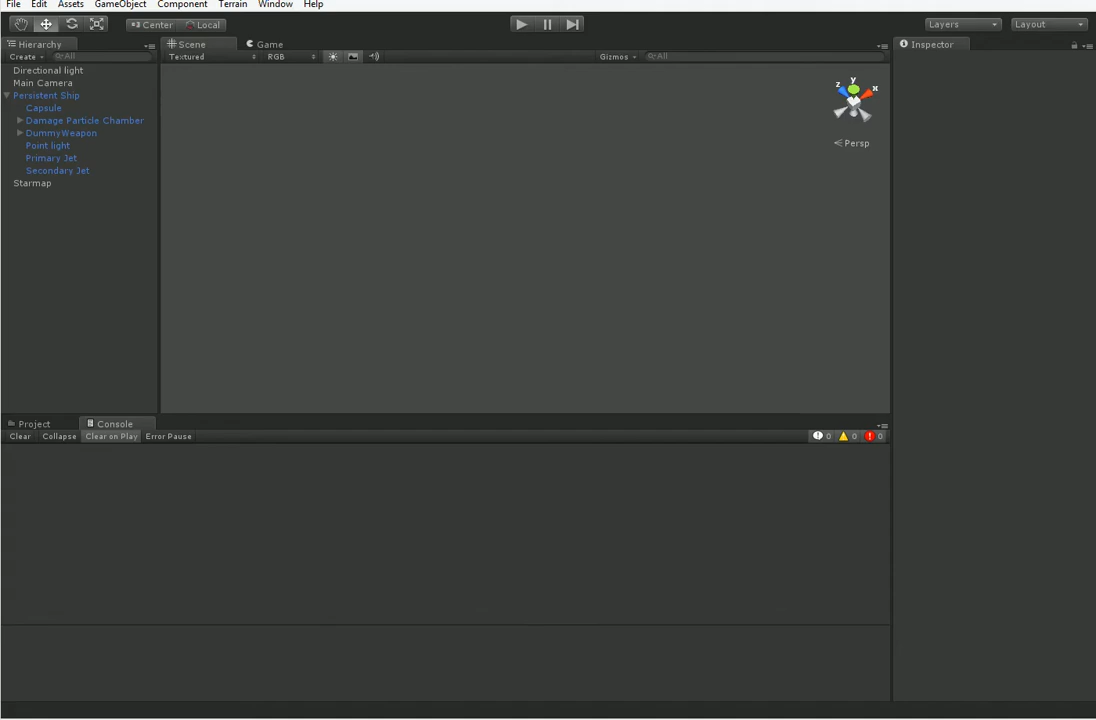 File Edit Assets GameObject Component Terrain Window Help
Center Local Layers Layout
Hierarchy Scene Game Inspector
Create All Textured RGB Gizmos All
Directional light
Main Camera
Persistent Ship
Capsule
Damage Particle Chamber
DummyWeapon
Point light
Primary Jet
Secondary Jet
Starmap
y
z x
Persp
Project Console
Clear Collapse Clear on Play Error Pause 0 0 0